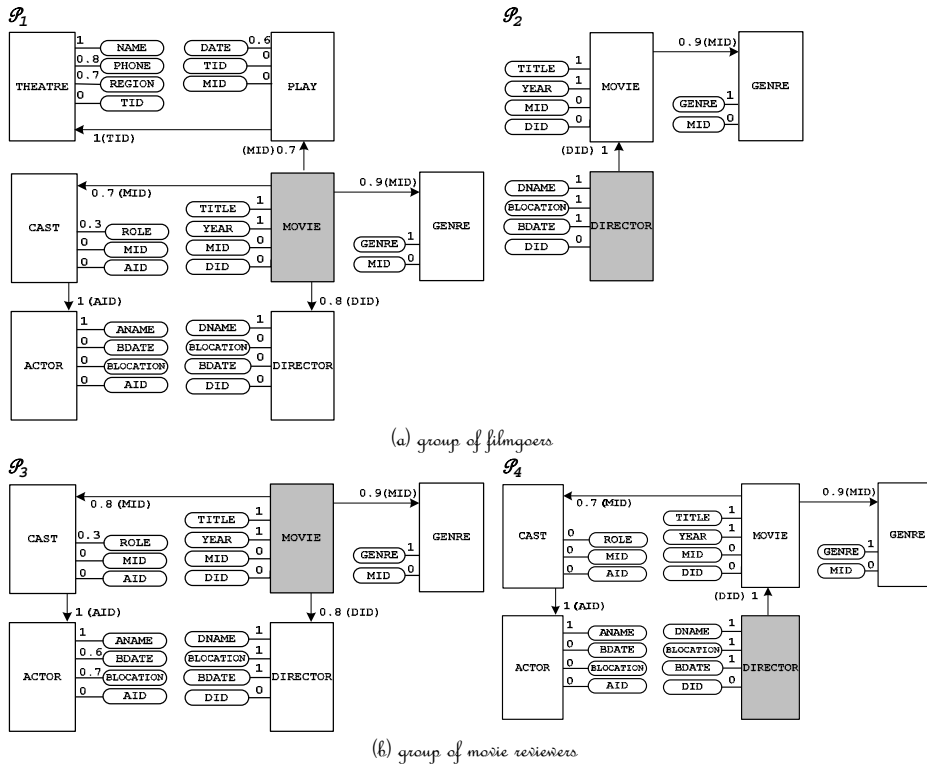 P1
THEATRE
1 NAME
0.8 PHONE
0.7 REGION
0 TID
DATE 0.6
TID 0
MID 0
PLAY
1(TID)
(MID)0.7
CAST
0.7(MID)
0.3 ROLE
0 MID
0 AID
TITLE 1
YEAR 1
MID 0
DID 0
MOVIE
0.9(MID)
GENRE 1
MID 0
GENRE
1(AID)
0.8(DID)
ACTOR
1 ANAME
0 BDATE
0 BLOCATION
0 AID
DNAME 1
BLOCATION 0
BDATE 0
DID 0
DIRECTOR
P2
TITLE 1
YEAR 1
MID 0
DID 0
MOVIE
0.9(MID)
GENRE 1
MID 0
GENRE
(DID) 1
DNAME 1
BLOCATION 1
BDATE 1
DID 0
DIRECTOR
(a) group of filmgoers
P3
CAST
0.8(MID)
0.3 ROLE
0 MID
0 AID
TITLE 1
YEAR 1
MID 0
DID 0
MOVIE
0.9(MID)
GENRE 1
MID 0
GENRE
1(AID)
0.8(DID)
ACTOR
1 ANAME
0.6 BDATE
0.7 BLOCATION
0 AID
DNAME 1
BLOCATION 1
BDATE 1
DID 0
DIRECTOR
P4
CAST
0.7(MID)
0 ROLE
0 MID
0 AID
TITLE 1
YEAR 1
MID 0
DID 0
MOVIE
0.9(MID)
GENRE 1
MID 0
GENRE
1(AID)
(DID) 1
ACTOR
1 ANAME
0 BDATE
0 BLOCATION
0 AID
DNAME 1
BLOCATION 1
BDATE 1
DID 0
DIRECTOR
(b) group of movie reviewers